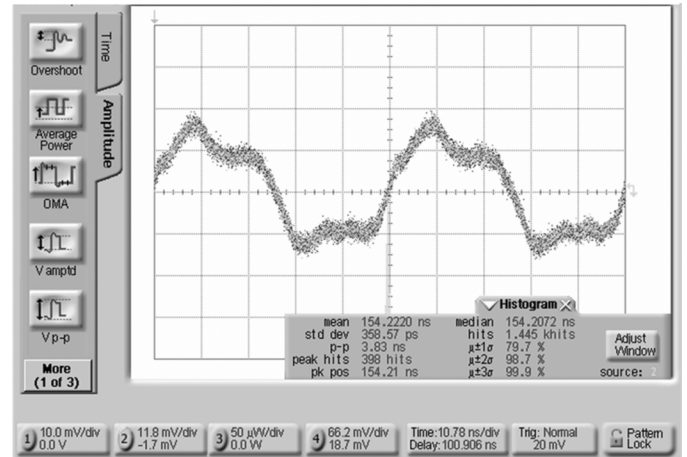 Time
Amplitude
Overshoot
Average
Power
OMA
V amptd
V p-p
More
(1 of 3)
Histogram
mean 154.2220 ns median 154.2072 ns
std dev 358.57 ps hits 1.445 khits
p-p 3.83 ns μ±1σ 79.7 %
peak hits 398 hits μ±2σ 98.7 %
pk pos 154.21 ns μ±3σ 99.9 %
Adjust
Window
source: 2
1) 10.0 mV/div
0.0 V
2) 11.8 mV/div
-1.7 mV
3) 50 μW/div
0.0 W
4) 66.2 mV/div
18.7 mV
Time:10.78 ns/div
Delay:100.906 ns
Trig: Normal
20 mV
Pattern
Lock